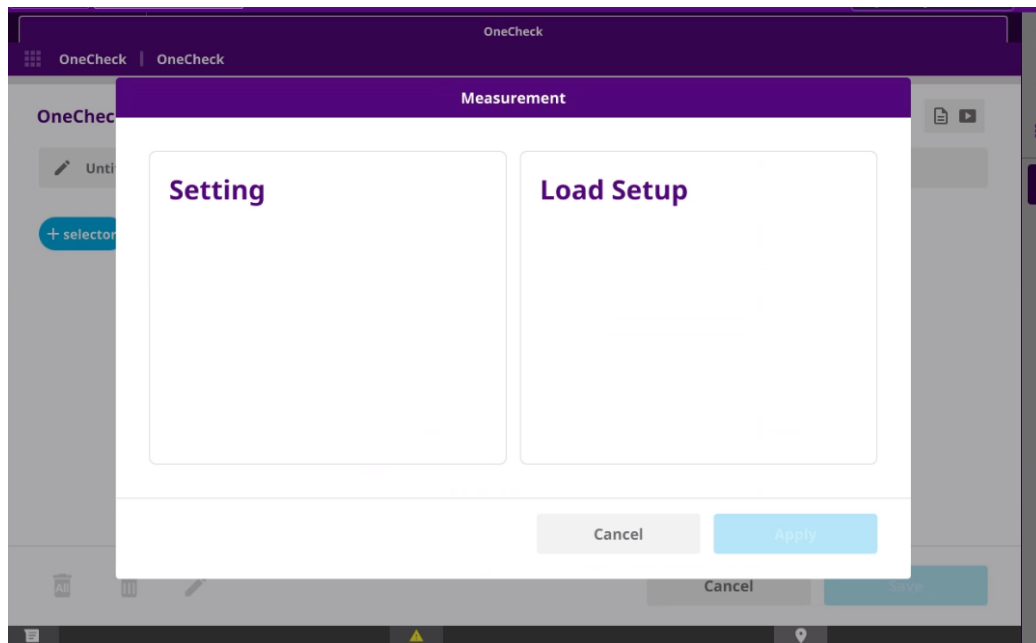 OneCheck
OneCheck | OneCheck
Measurement
OneChec
Unti
+ selector
Setting
Load Setup
Cancel
Apply
All
Cancel
Save